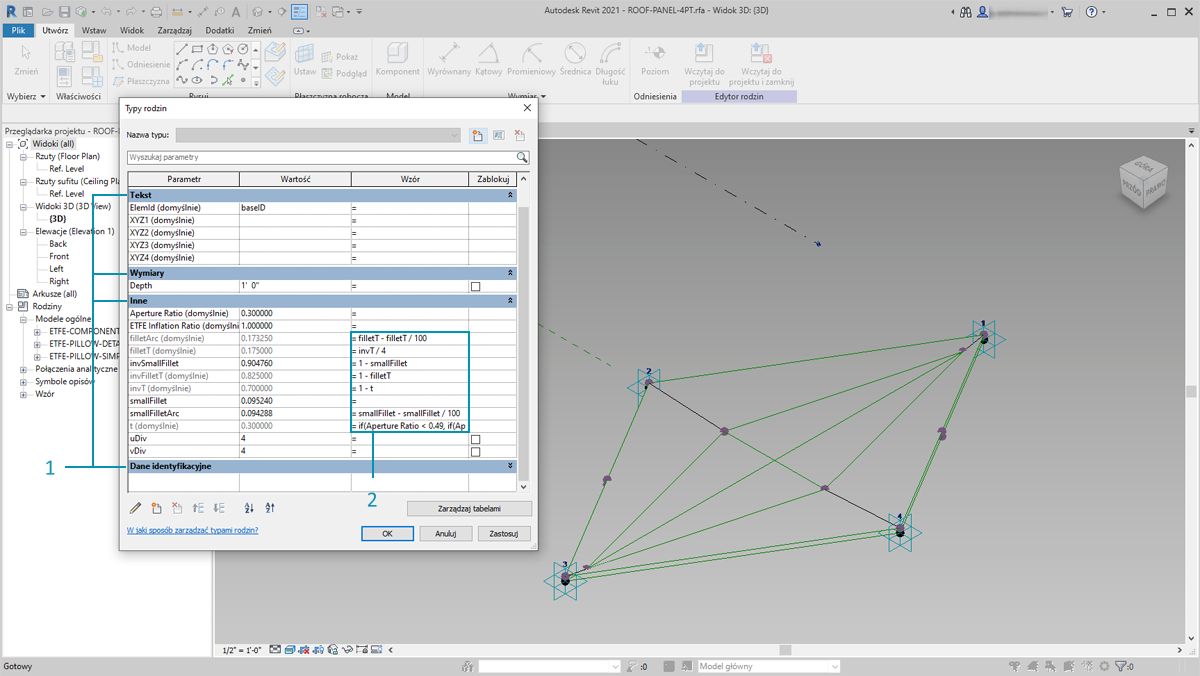 Autodesk Revit 2021 - ROOF-PANEL-4PT.rfa - Widok 3D: {3D}
Plik Utwórz Wstaw Widok Zarządzaj Dodatki Zmień
Zmień
Model
Odniesienie
Płaszczyzna
Ustaw
Pokaż
Podgląd
Komponent
Wyrównany Kątowy Promieniowy Średnica Długość łuku
Poziom
Wczytaj do projektu
Wczytaj do projektu i zamknij
Wybierz Właściwości Rysuj Płaszczyzna robocza Model Wymiar Odniesienia Edytor rodzin
Przeglądarka projektu - ROOF-
Widoki (all)
Rzuty (Floor Plan)
Ref. Level
Rzuty sufitu (Ceiling Pla
Ref. Level
Widoki 3D (3D View)
{3D}
Elewacje (Elevation 1)
Back
Front
Left
Right
Arkusze (all)
Rodziny
Modele ogólne
ETFE-COMPONENT
ETFE-PILLOW-DETA
ETFE-PILLOW-SIMP
Połączenia analityczne
Symbole opisów
Wzór
Typy rodzin
Nazwa typu:
Wyszukaj parametry
Parametr Wartość Wzór Zablokuj
Tekst
ElemId (domyślnie) baseID =
XYZ1 (domyślnie) =
XYZ2 (domyślnie) =
XYZ3 (domyślnie) =
XYZ4 (domyślnie) =
Wymiary
Depth 1' 0" =
Inne
Aperture Ratio (domyślnie) 0.300000 =
ETFE Inflation Ratio (domyślni 1.000000 =
filletArc (domyślnie) 0.173250 = filletT - filletT / 100
filletT (domyślnie) 0.175000 = invT / 4
invSmallFillet 0.904760 = 1 - smallFillet
invFilletT (domyślnie) 0.825000 = 1 - filletT
invT (domyślnie) 0.700000 = 1 - t
smallFillet 0.095240 =
smallFilletArc 0.094288 = smallFillet - smallFillet / 100
t (domyślnie) 0.300000 = if(Aperture Ratio < 0.49, if(Ap
uDiv 4 =
vDiv 4 =
Dane identyfikacyjne
Zarządzaj tabelami
W jaki sposób zarządzać typami rodzin?
OK Anuluj Zastosuj
1
2
GÓRA
PRZÓD
PRAWO
1
2
3
4
1/2" = 1'-0"
Gotowy
:0
Model główny
:0